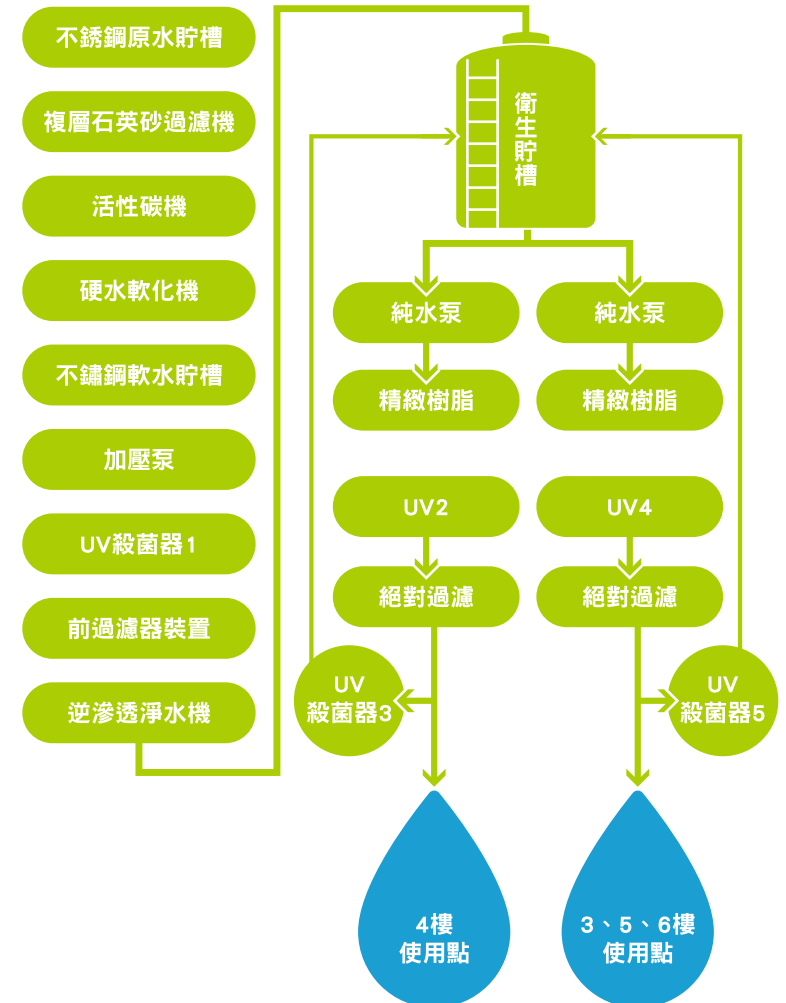 不銹鋼原水貯槽
複層石英砂過濾機
活性碳機
硬水軟化機
不鏽鋼軟水貯槽
加壓泵
UV殺菌器1
前過濾器裝置
逆滲透淨水機
衛生貯槽
純水泵
精緻樹脂
UV2
絕對過濾
UV
殺菌器3
4樓
使用點
純水泵
精緻樹脂
UV4
絕對過濾
UV
殺菌器5
3、5、6樓
使用點